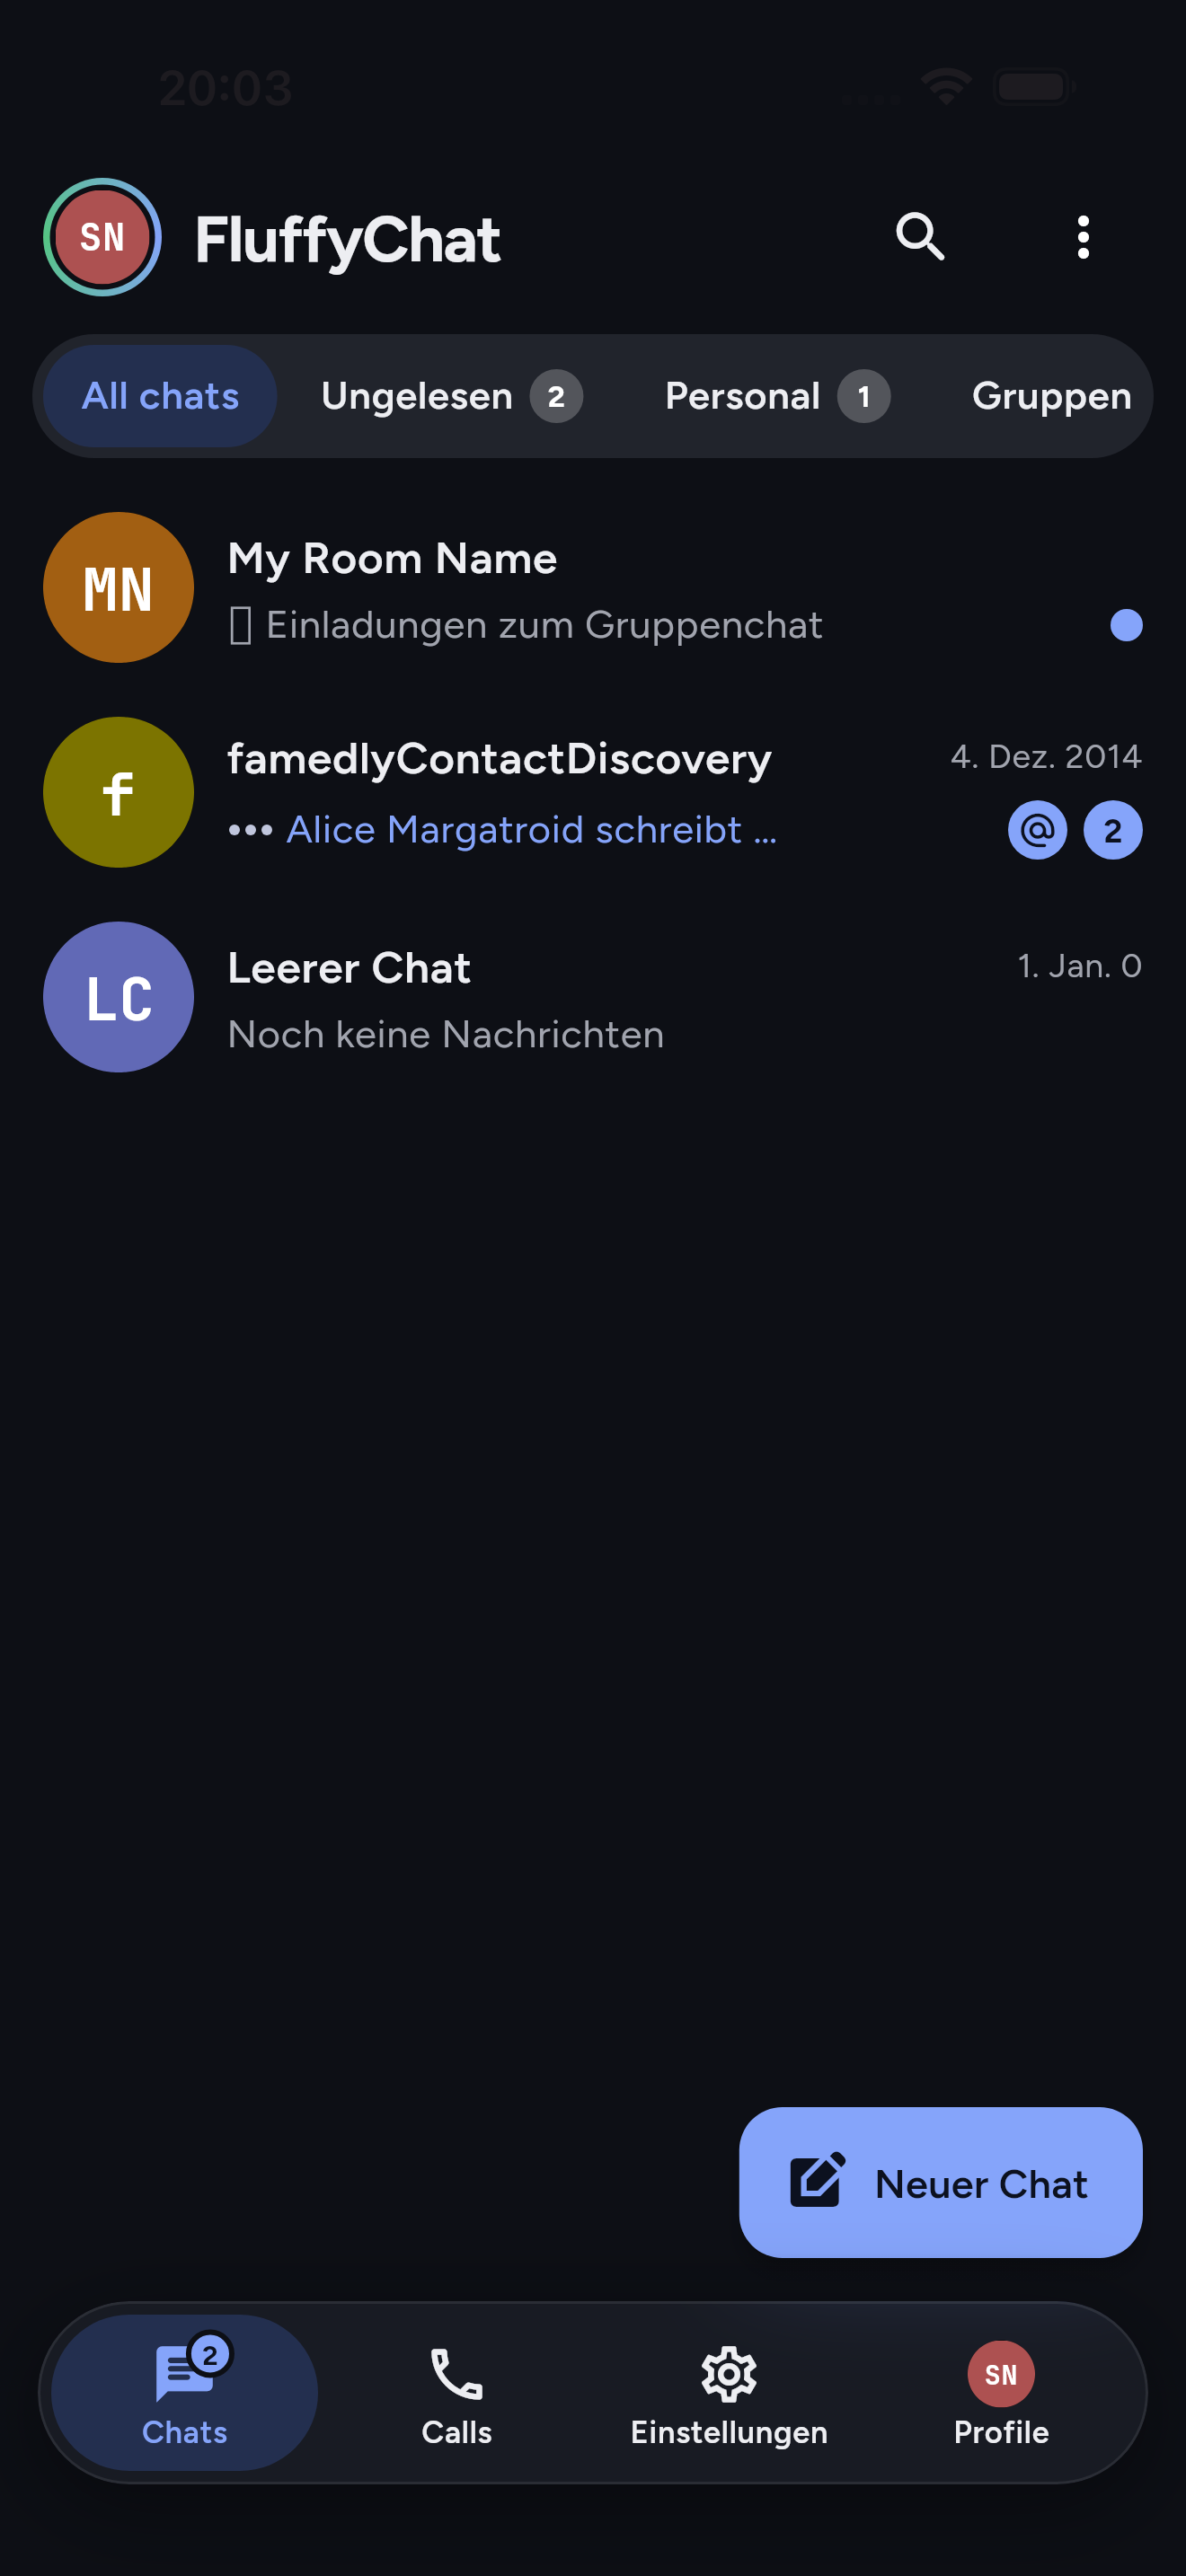 20:03
SN FluffyChat
All chats Ungelesen 2 Personal 1 Gruppen
MN My Room Name
Einladungen zum Gruppenchat
f famedlyContactDiscovery 4. Dez. 2014
••• Alice Margatroid schreibt ... @ 2
LC Leerer Chat 1. Jan. 0
Noch keine Nachrichten
Neuer Chat
2 SN
Chats Calls Einstellungen Profile